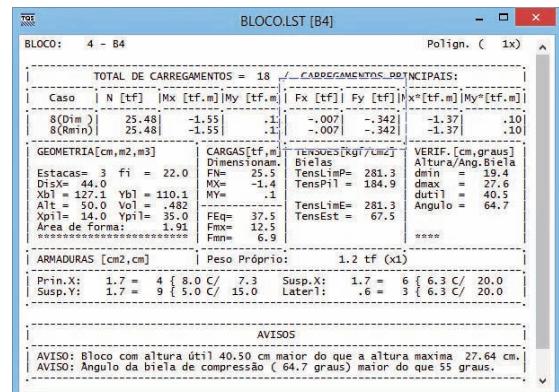 TQS BLOCO.LST [B4]
BLOCO: 4 - B4 Polign. ( 1x)
TOTAL DE CARREGAMENTOS = 18 / CARREGAMENTOS PRINCIPAIS:
| Caso | N [tf] |Mx [tf.m]|My [tf.m]| Fx [tf]| Fy [tf]|Mx*[tf.m]|My*[tf.m]|
| 8(Dim )| 25.48| -1.55| .1 | -.007| -.342| -1.37| .10|
| 8(Rmin)| 25.48| -1.55| .1 | -.007| -.342| -1.37| .10|
| GEOMETRIA[cm,m2,m3] | CARGAS[tf,m]| TENSOES[kgf/cm2] | VERIF.[cm,graus] |
Dimensionam. Bielas Altura/Ang.Biela
Estacas= 3 fi = 22.0 | FN= 25.5 | TensLimP= 281.3 | dmin = 19.4
DisX= 44.0 | MX= -1.4 | TensPil = 184.9 | dmax = 27.6
Xbl = 127.1 Ybl = 110.1 | MY= .1 | dutil = 40.5
Alt = 50.0 Vol = .482 | TensLimE= 281.3 | Angulo = 64.7
Xpil= 14.0 Ypil= 35.0 | FEq= 37.5 | TensEst = 67.5
Area de forma: 1.91 | Fmx= 12.5
************************* | Fmn= 6.9 | ****
| ARMADURAS [cm2,cm] | Peso Próprio: 1.2 tf (x1)
| Prin.X: 1.7 = 4 { 8.0 C/ 7.3 Susp.X: 1.7 = 6 { 6.3 C/ 20.0 |
| Susp.Y: 1.7 = 9 { 5.0 C/ 15.0 Laterl: .6 = 3 { 6.3 C/ 20.0 |
AVISOS
| AVISO: Bloco com altura útil 40.50 cm maior do que a altura maxima 27.64 cm.|
| AVISO: Ângulo da biela de compressão ( 64.7 graus) maior do que 55 graus. |